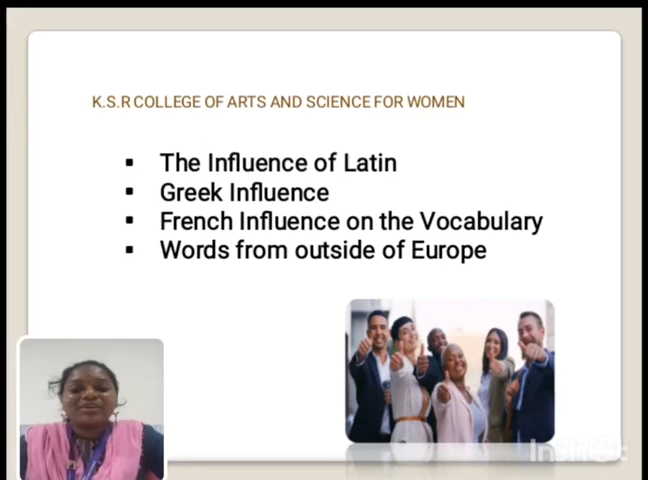 K.S.R COLLEGE OF ARTS AND SCIENCE FOR WOMEN
The Influence of Latin
Greek Influence
French Influence on the Vocabulary
Words from outside of Europe